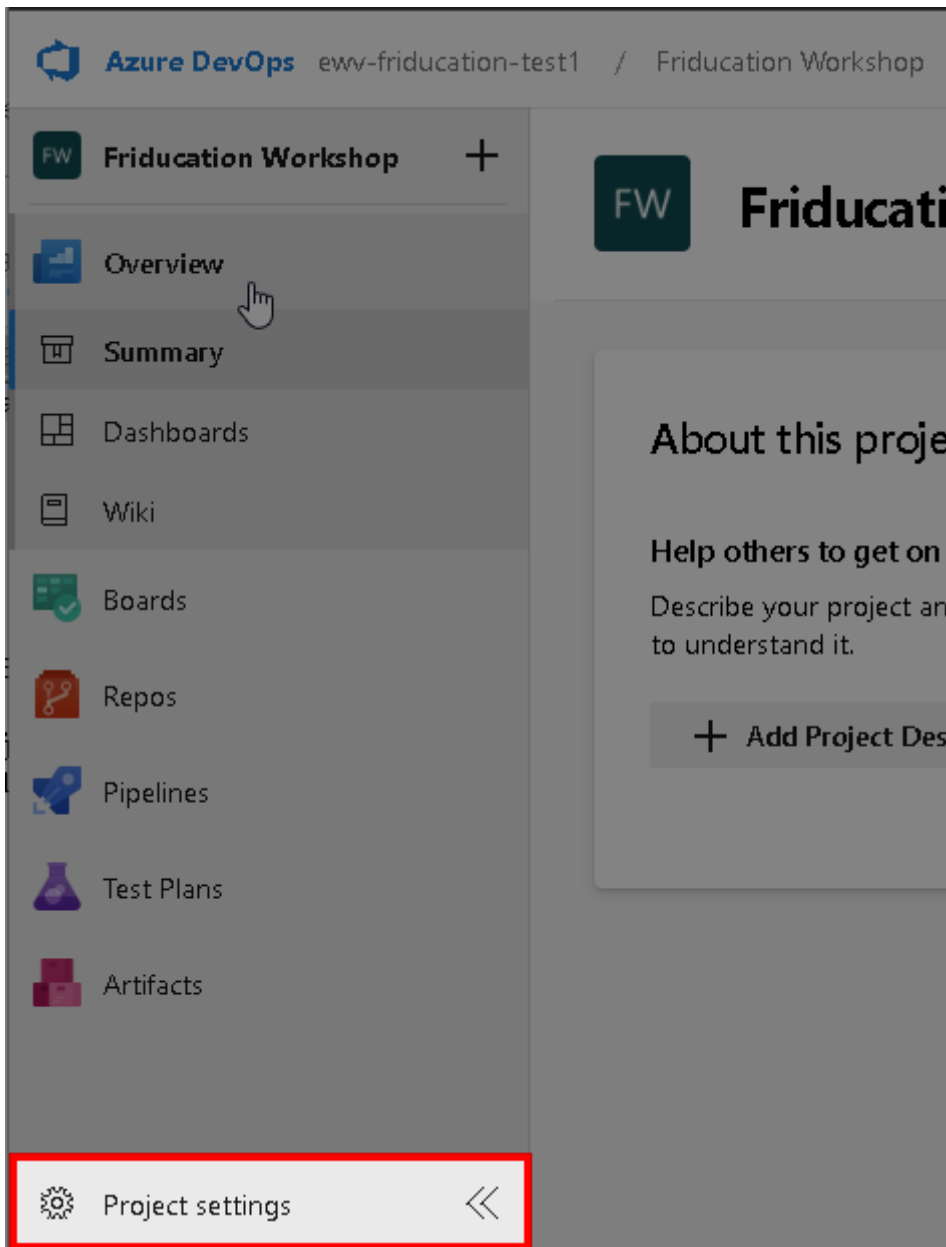 Azure DevOps ewv-friducation-test1 / Friducation Workshop
FW Friducation Workshop
FW Friducati
Overview
Summary
Dashboards
Wiki
Boards
Repos
Pipelines
Test Plans
Artifacts
Project settings
About this proje
Help others to get on
Describe your project an
to understand it.
Add Project Des